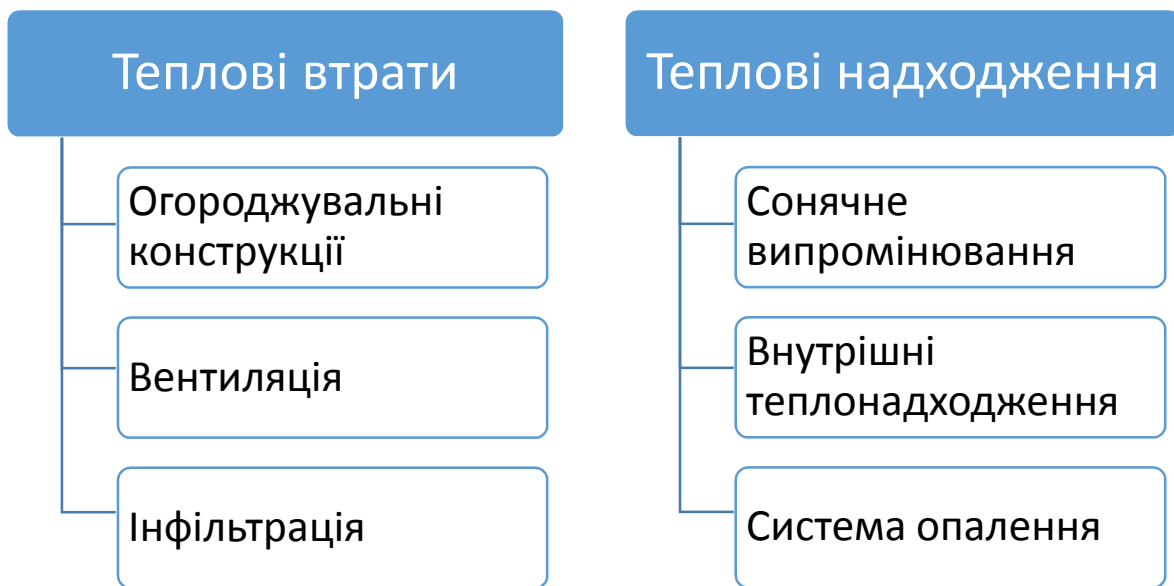 Теплові втрати
Огороджувальні
конструкції
Вентиляція
Інфільтрація
Теплові надходження
Сонячне
випромінювання
Внутрішні
теплонадходження
Система опалення